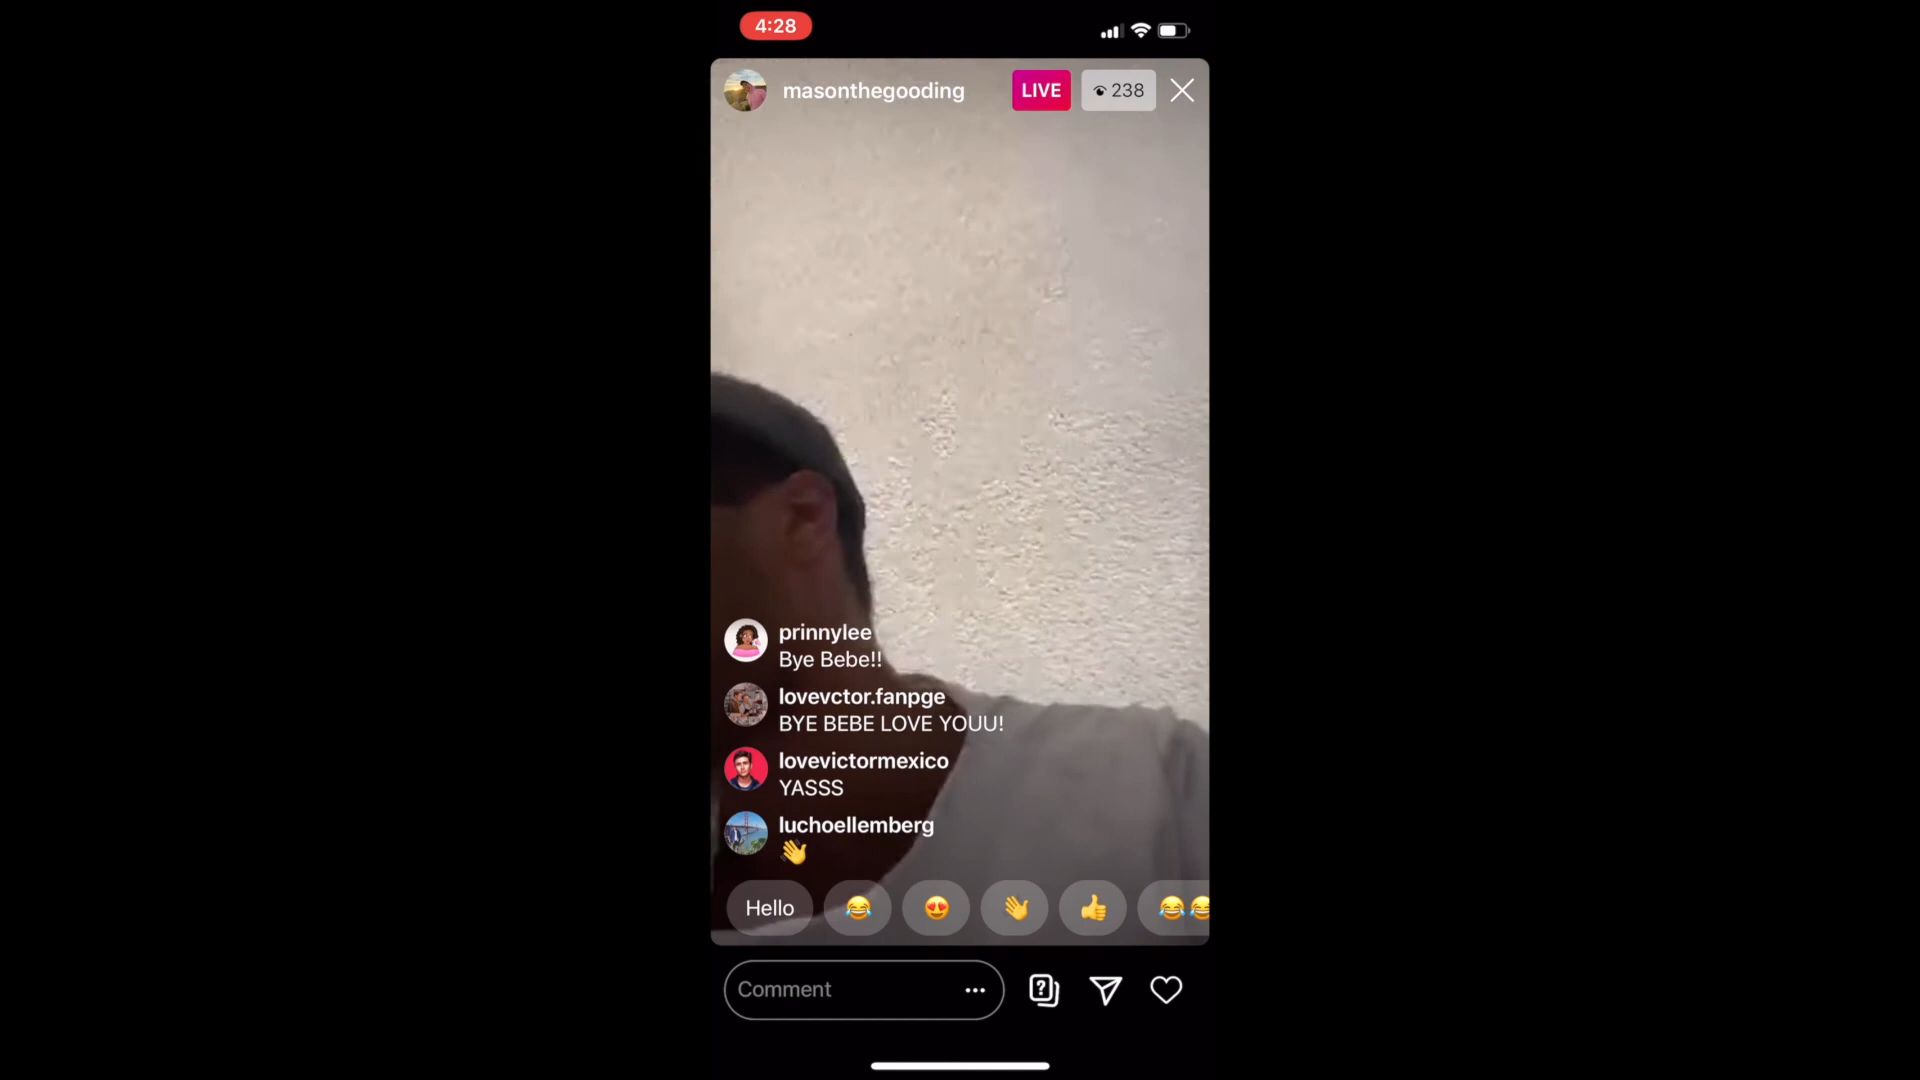 4:28
masonthegooding LIVE 238
prinnylee
Bye Bebe!!
lovevctor.fanpge
BYE BEBE LOVE YOUU!
lovevictormexico
YASSS
luchoellemberg
👋
Hello 😂 😍 👋 👍 😂😂
Comment